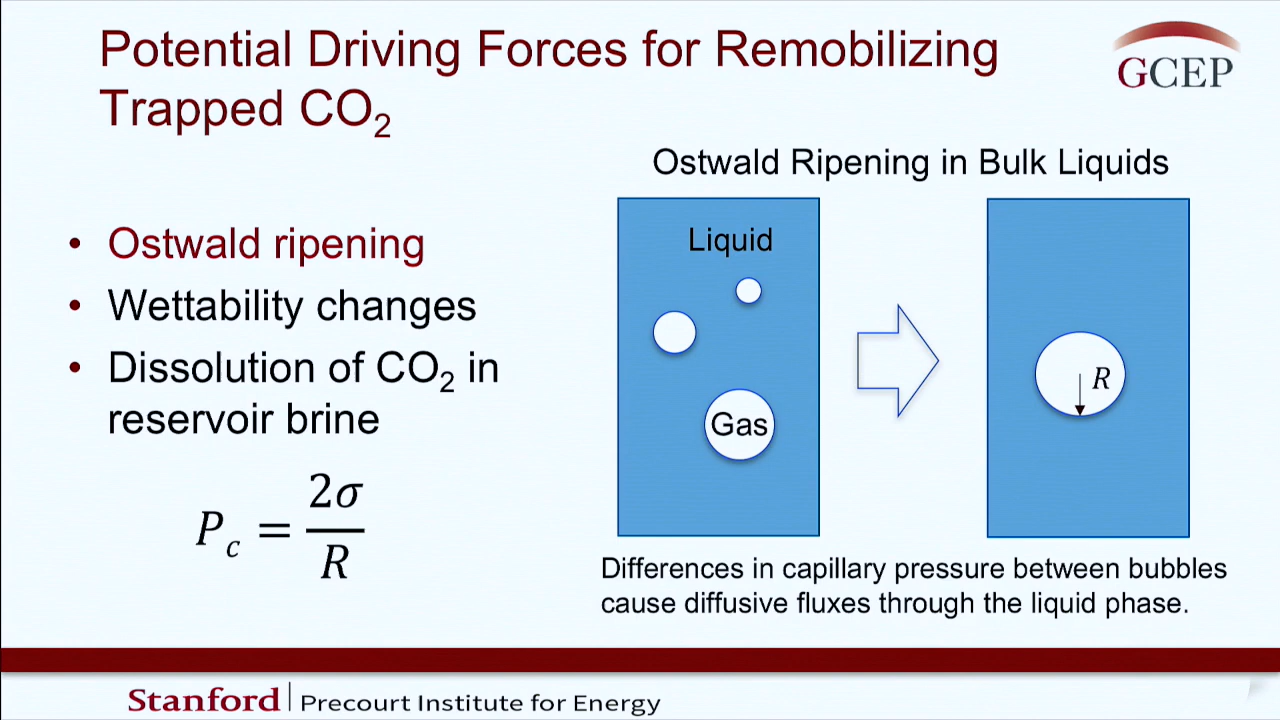 Potential Driving Forces for Remobilizing
Trapped CO₂
GCEP
Ostwald Ripening in Bulk Liquids
• Ostwald ripening
• Wettability changes
• Dissolution of CO₂ in
reservoir brine
P_c = 2σ/R
Liquid
Gas
R
Differences in capillary pressure between bubbles
cause diffusive fluxes through the liquid phase.
Stanford | Precourt Institute for Energy